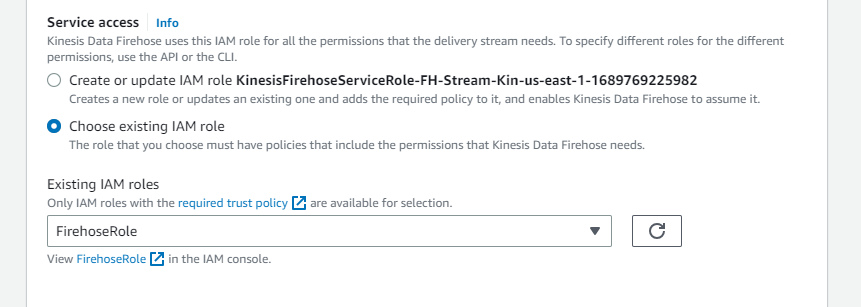 Service access Info
Kinesis Data Firehose uses this IAM role for all the permissions that the delivery stream needs. To specify different roles for the different
permissions, use the API or the CLI.
Create or update IAM role KinesisFirehoseServiceRole-FH-Stream-Kin-us-east-1-1689769225982
Creates a new role or updates an existing one and adds the required policy to it, and enables Kinesis Data Firehose to assume it.
Choose existing IAM role
The role that you choose must have policies that include the permissions that Kinesis Data Firehose needs.
Existing IAM roles
Only IAM roles with the required trust policy are available for selection.
FirehoseRole
View FirehoseRole in the IAM console.